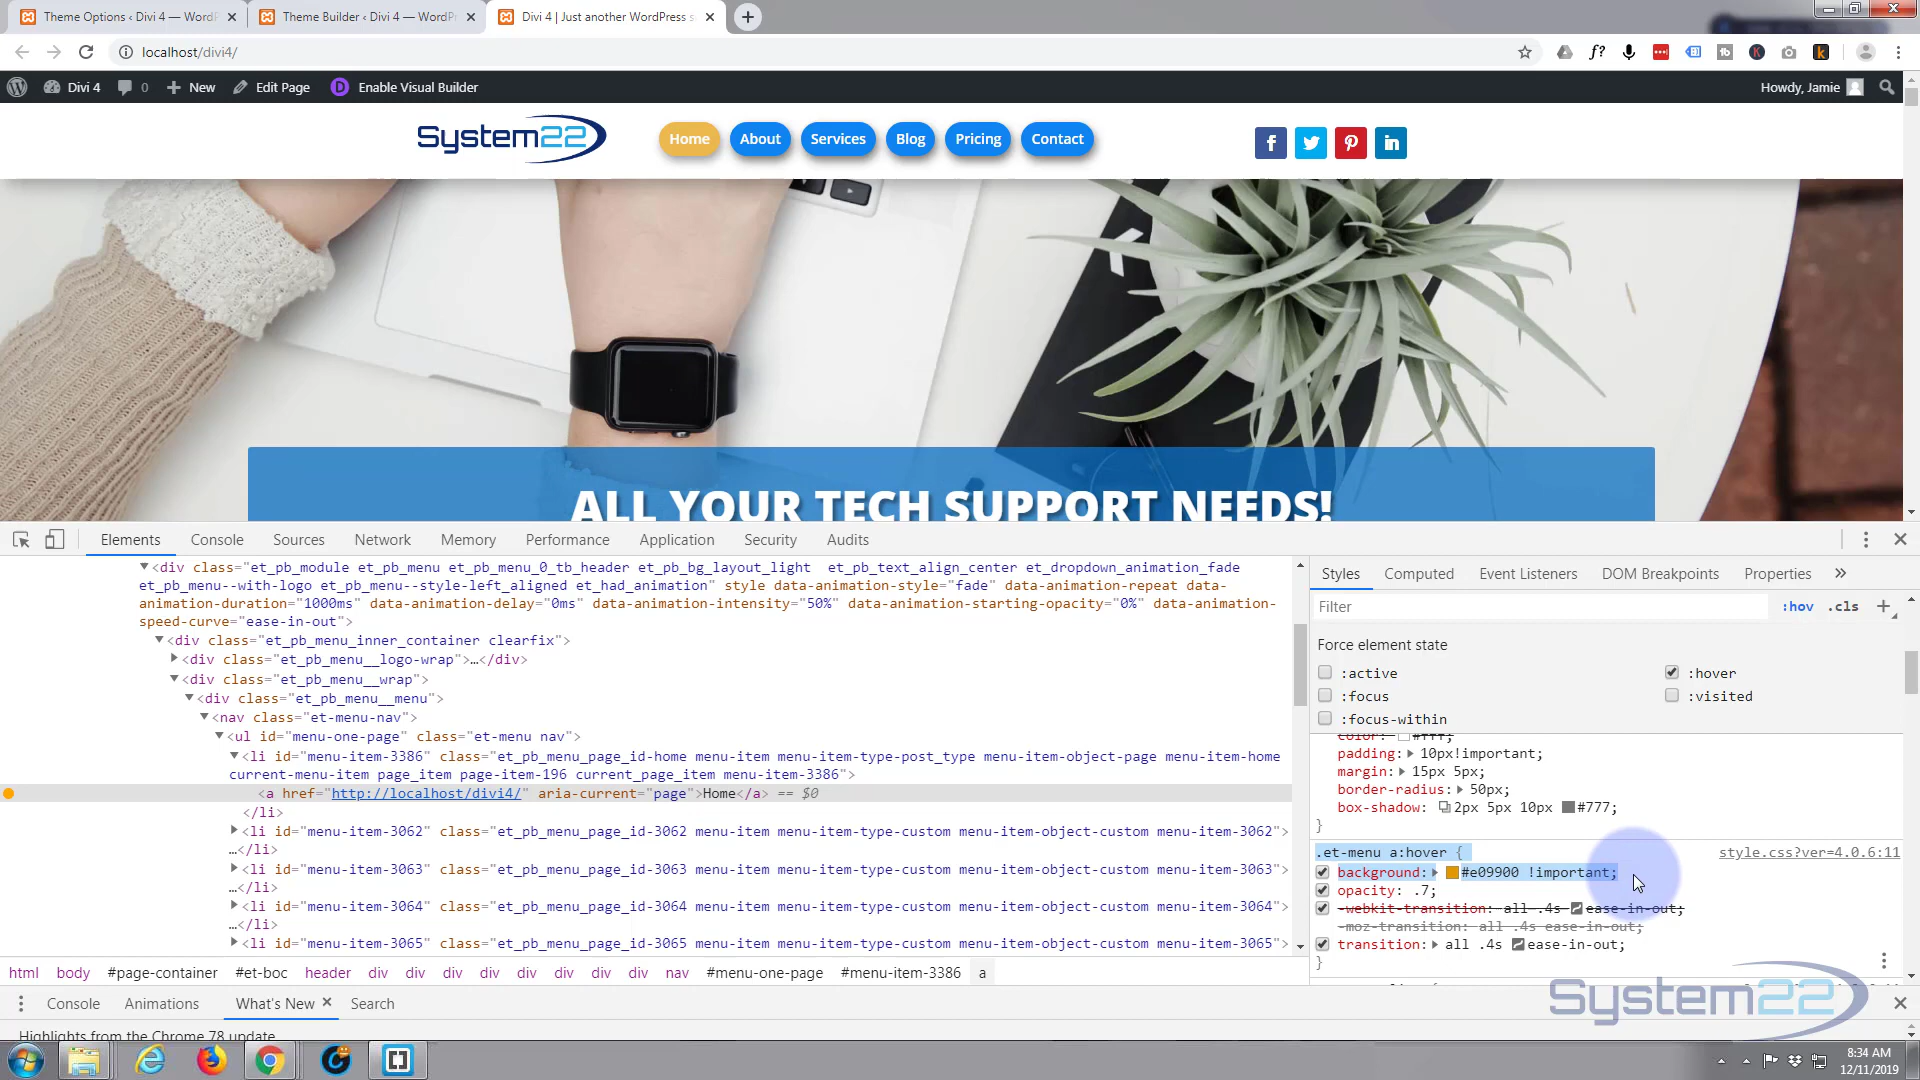 Theme Options ‹ Divi 4 — WordP
Theme Builder ‹ Divi 4 — WordPr
Divi 4 | Just another WordPress s
localhost/divi4/
Divi 4
0
New
Edit Page
Enable Visual Builder
Howdy, Jamie
System22
Home
About
Services
Blog
Pricing
Contact
ALL YOUR TECH SUPPORT NEEDS!
Elements
Console
Sources
Network
Memory
Performance
Application
Security
Audits
<div class="et_pb_module et_pb_menu et_pb_menu_0_tb_header et_pb_bg_layout_light  et_pb_text_align_center et_dropdown_animation_fade
et_pb_menu--with-logo et_pb_menu--style-left_aligned et_had_animation" style data-animation-style="fade" data-animation-repeat data-
animation-duration="1000ms" data-animation-delay="0ms" data-animation-intensity="50%" data-animation-starting-opacity="0%" data-animation-
speed-curve="ease-in-out">
<div class="et_pb_menu_inner_container clearfix">
<div class="et_pb_menu__logo-wrap">…</div>
<div class="et_pb_menu__wrap">
<div class="et_pb_menu__menu">
<nav class="et-menu-nav">
<ul id="menu-one-page" class="et-menu nav">
<li id="menu-item-3386" class="et_pb_menu_page_id-home menu-item menu-item-type-post_type menu-item-object-page menu-item-home
current-menu-item page_item page-item-196 current_page_item menu-item-3386">
<a href="http://localhost/divi4/" aria-current="page">Home</a> == $0
</li>
<li id="menu-item-3062" class="et_pb_menu_page_id-3062 menu-item menu-item-type-custom menu-item-object-custom menu-item-3062">
…</li>
<li id="menu-item-3063" class="et_pb_menu_page_id-3063 menu-item menu-item-type-custom menu-item-object-custom menu-item-3063">
…</li>
<li id="menu-item-3064" class="et_pb_menu_page_id-3064 menu-item menu-item-type-custom menu-item-object-custom menu-item-3064">
…</li>
<li id="menu-item-3065" class="et_pb_menu_page_id-3065 menu-item menu-item-type-custom menu-item-object-custom menu-item-3065">
html body #page-container #et-boc header div div div div div div div nav #menu-one-page #menu-item-3386 a
Styles
Computed
Event Listeners
DOM Breakpoints
Properties
Filter
:hov
.cls
Force element state
:active
:hover
:focus
:visited
:focus-within
color: #fff;
padding: 10px!important;
margin: 15px 5px;
border-radius: 50px;
box-shadow: 2px 5px 10px #777;
}
.et-menu a:hover {
style.css?ver=4.0.6:11
background: #e09900 !important;
opacity: .7;
-webkit-transition: all .4s ease-in-out;
-moz-transition: all .4s ease-in-out;
transition: all .4s ease-in-out;
}
Console
Animations
What's New
Search
Highlights from the Chrome 78 update
System22
8:34 AM
12/11/2019